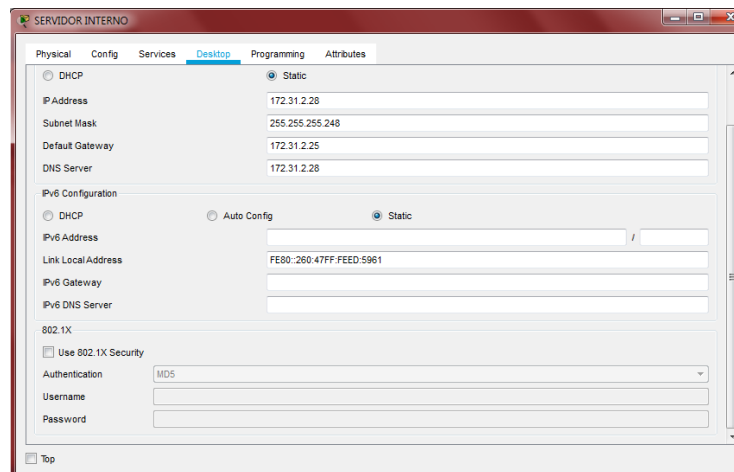 SERVIDOR INTERNO
Physical Config Services Desktop Programming Attributes
DHCP Static
IP Address 172.31.2.28
Subnet Mask 255.255.255.248
Default Gateway 172.31.2.25
DNS Server 172.31.2.28
IPv6 Configuration
DHCP Auto Config Static
IPv6 Address /
Link Local Address FE80::260:47FF:FEED:5961
IPv6 Gateway
IPv6 DNS Server
802.1X
Use 802.1X Security
Authentication MD5
Username
Password
Top